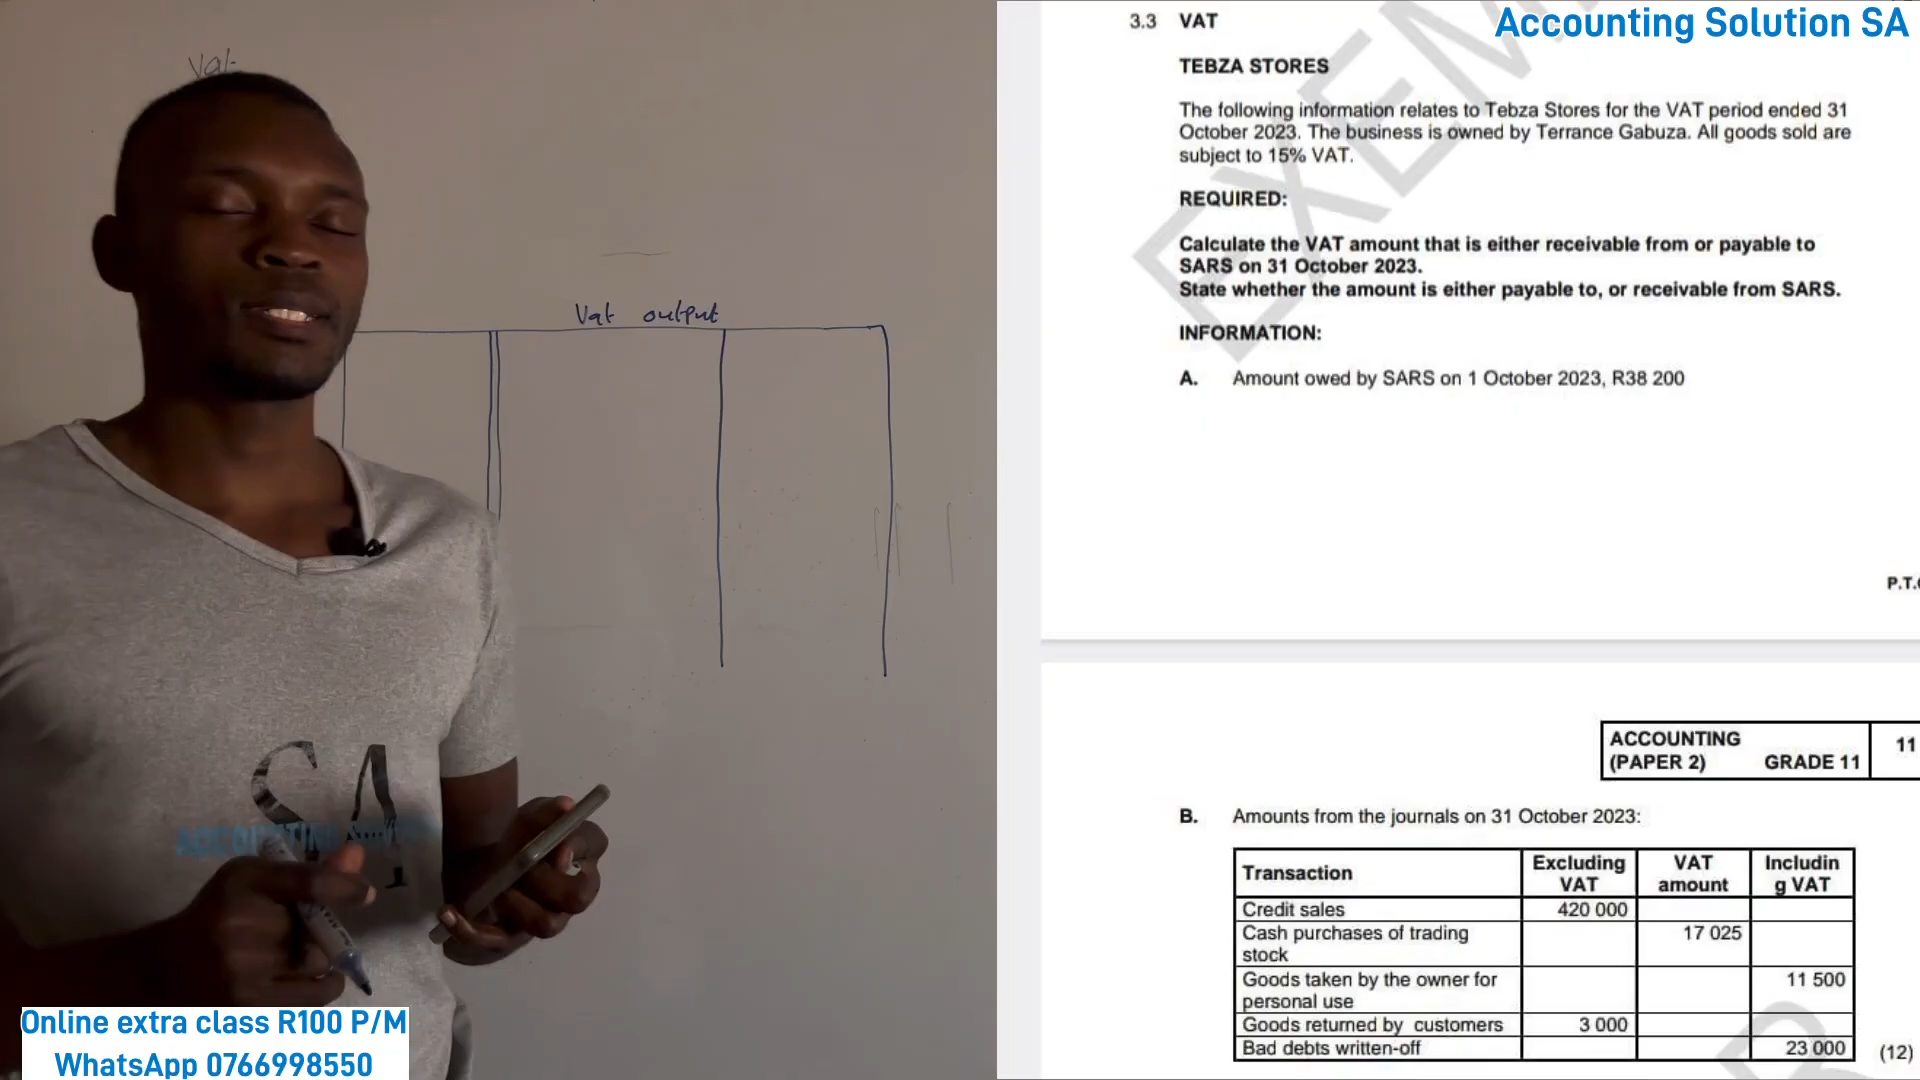 Vat
Vat output
SA
Online extra class R100 P/M
WhatsApp 0766998550
Accounting Solution SA
3.3 VAT
TEBZA STORES
The following information relates to Tebza Stores for the VAT period ended 31
October 2023. The business is owned by Terrance Gabuza. All goods sold are
subject to 15% VAT.
REQUIRED:
Calculate the VAT amount that is either receivable from or payable to
SARS on 31 October 2023.
State whether the amount is either payable to, or receivable from SARS.
INFORMATION:
A. Amount owed by SARS on 1 October 2023, R38 200
ACCOUNTING 11
(PAPER 2) GRADE 11
B. Amounts from the journals on 31 October 2023:
Transaction Excluding VAT Includin
VAT amount g VAT
Credit sales 420 000
Cash purchases of trading 17 025
stock
Goods taken by the owner for 11 500
personal use
Goods returned by customers 3 000
Bad debts written-off 23 000 (12)